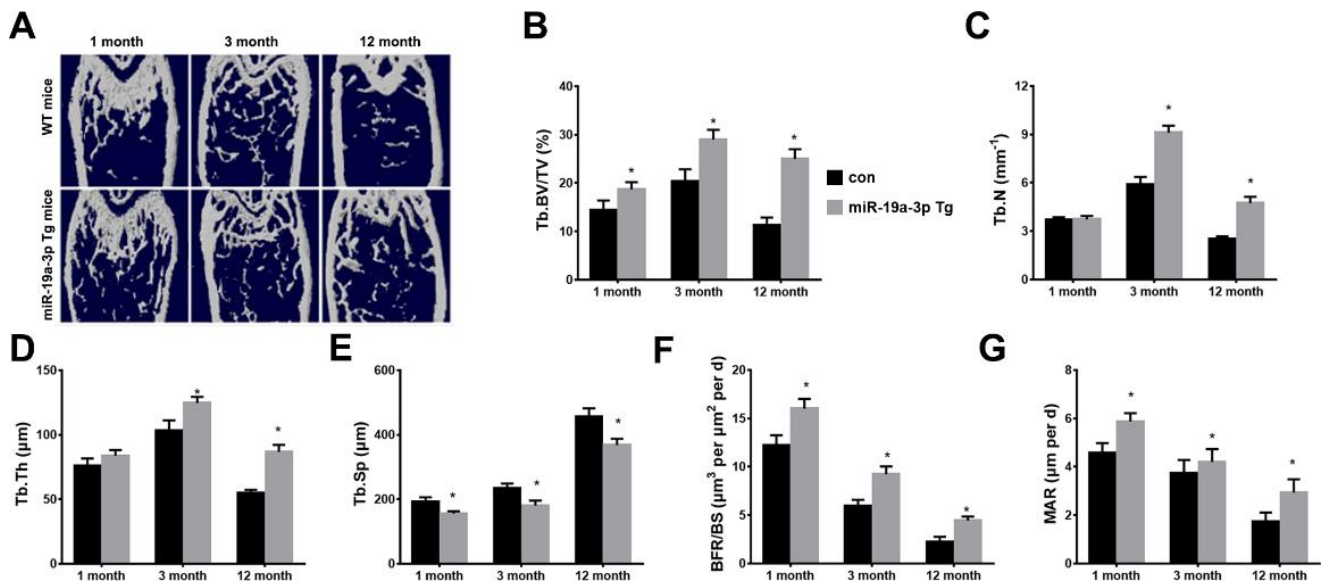 A
1 month
3 month
12 month
WT mice
miR-19a-3p Tg mice
B
Tb.BV/TV (%)
40
30
20
10
0
*
*
*
1 month
3 month
12 month
con
miR-19a-3p Tg
C
Tb.N (mm⁻¹)
12
9
6
3
0
*
*
1 month
3 month
12 month
D
Tb.Th (μm)
150
100
50
0
*
*
1 month
3 month
12 month
E
Tb.Sp (μm)
600
400
200
0
*
*
*
1 month
3 month
12 month
F
BFR/BS (μm³ per μm² per d)
20
15
10
5
0
*
*
*
1 month
3 month
12 month
G
MAR (μm per d)
8
6
4
2
0
*
*
*
1 month
3 month
12 month